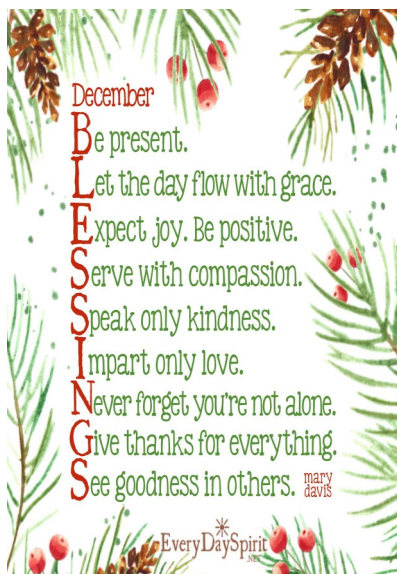 December
Be present.
Let the day flow with grace.
Expect joy. Be positive.
Serve with compassion.
Speak only kindness.
Impart only love.
Never forget you're not alone.
Give thanks for everything.
See goodness in others.
mary
davis
EveryDaySpirit
.NET